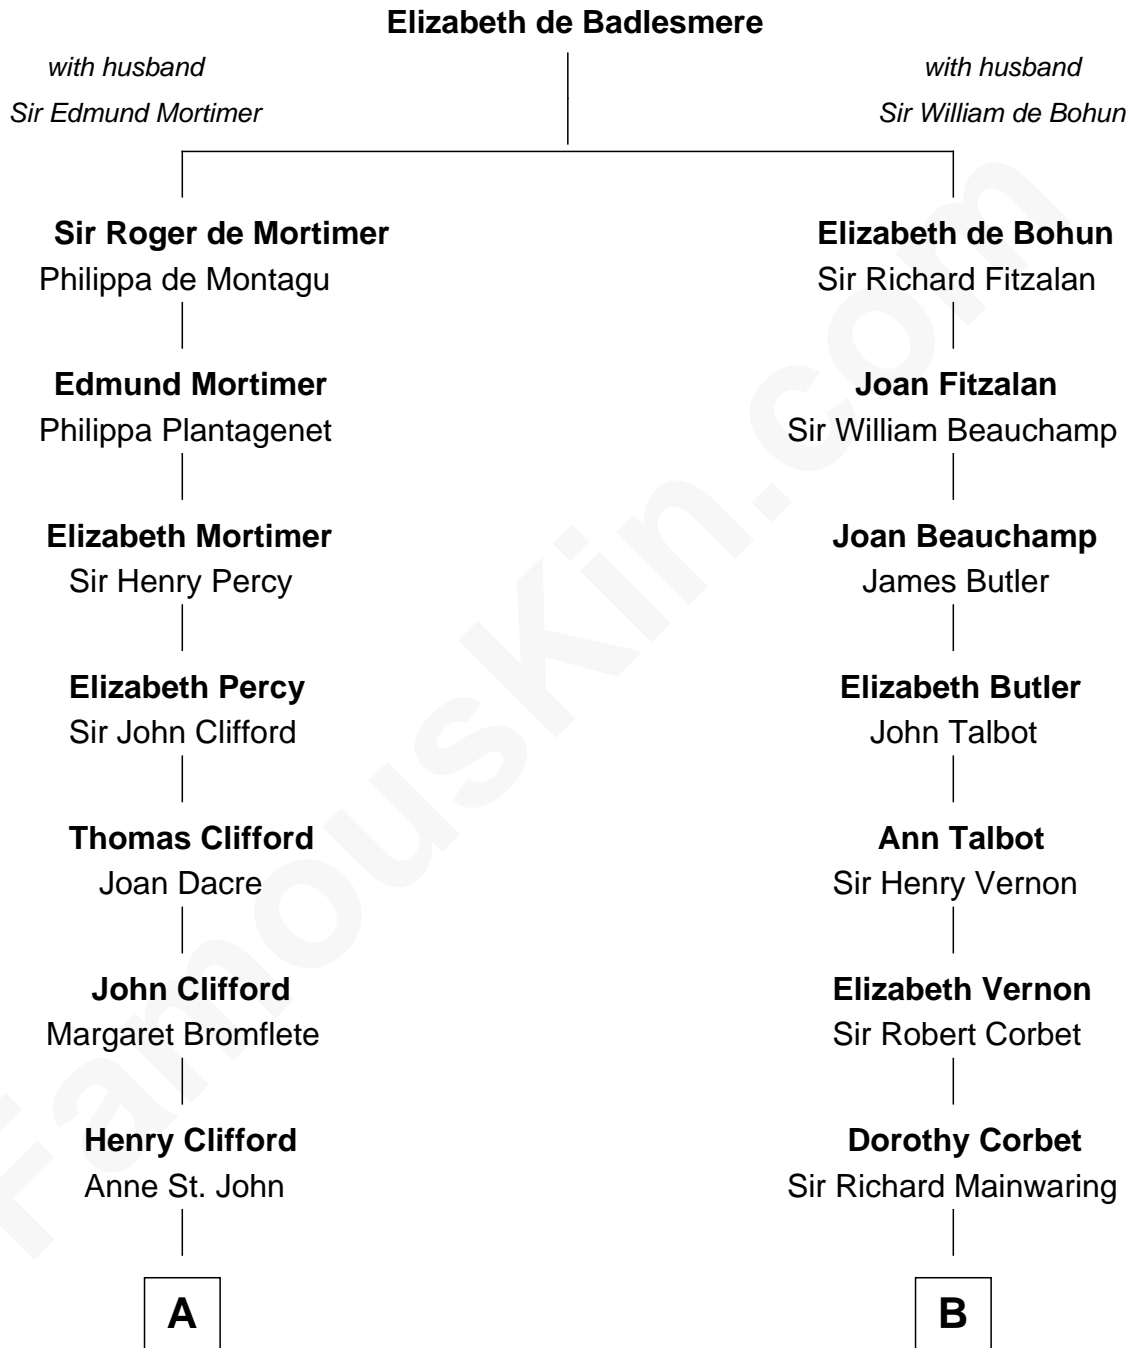 Elizabeth de Badlesmere
with husband
Sir Edmund Mortimer
with husband
Sir William de Bohun
Sir Roger de Mortimer
Philippa de Montagu
Elizabeth de Bohun
Sir Richard Fitzalan
Edmund Mortimer
Philippa Plantagenet
Joan Fitzalan
Sir William Beauchamp
Elizabeth Mortimer
Sir Henry Percy
Joan Beauchamp
James Butler
Elizabeth Percy
Sir John Clifford
Elizabeth Butler
John Talbot
Thomas Clifford
Joan Dacre
Ann Talbot
Sir Henry Vernon
John Clifford
Margaret Bromflete
Elizabeth Vernon
Sir Robert Corbet
Henry Clifford
Anne St. John
Dorothy Corbet
Sir Richard Mainwaring
A
B
FamousKin.com